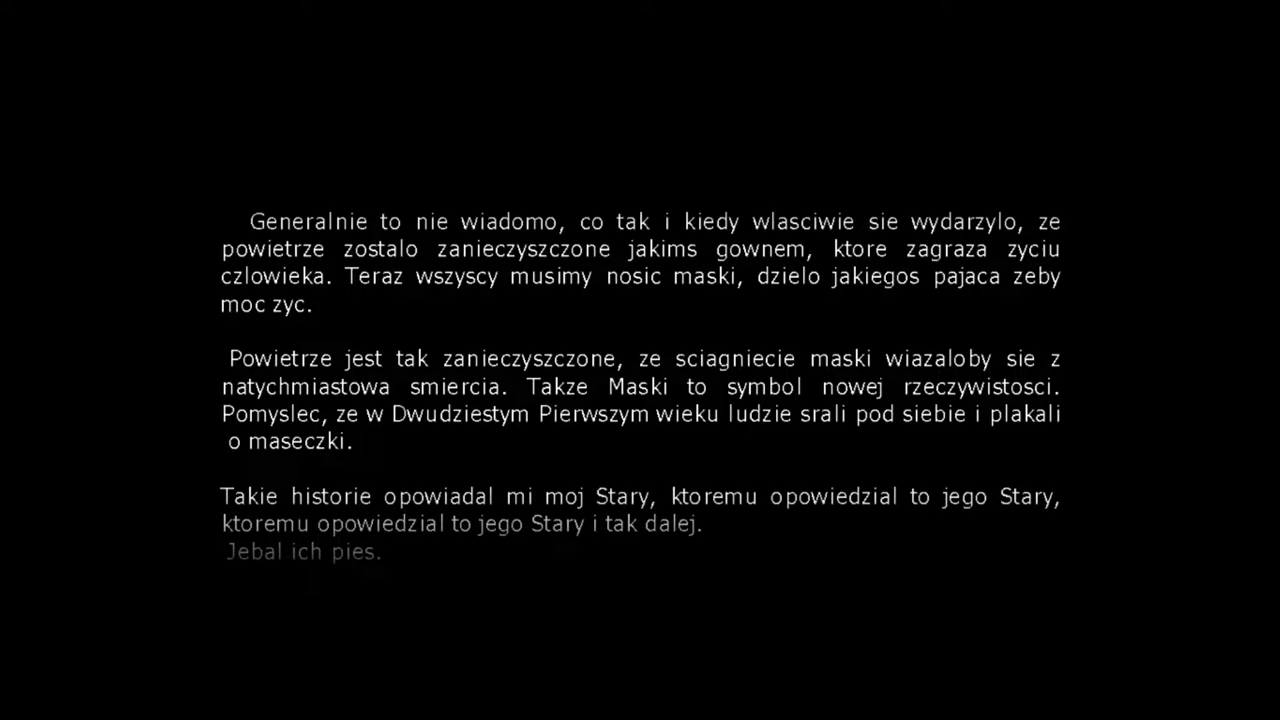 Generalnie to nie wiadomo, co tak i kiedy wlasciwie sie wydarzylo, ze
powietrze zostalo zanieczyszczone jakims gownem, ktore zagraza zyciu
czlowieka. Teraz wszyscy musimy nosic maski, dzielo jakiegos pajaca zeby
moc zyc.
Powietrze jest tak zanieczyszczone, ze sciagniecie maski wiazaloby sie z
natychmiastowa smiercia. Takze Maski to symbol nowej rzeczywistosci.
Pomyslec, ze w Dwudziestym Pierwszym wieku ludzie srali pod siebie i plakali
o maseczki.
Takie historie opowiadal mi moj Stary, ktoremu opowiedzial to jego Stary,
ktoremu opowiedzial to jego Stary i tak dalej.
Jebal ich pies.